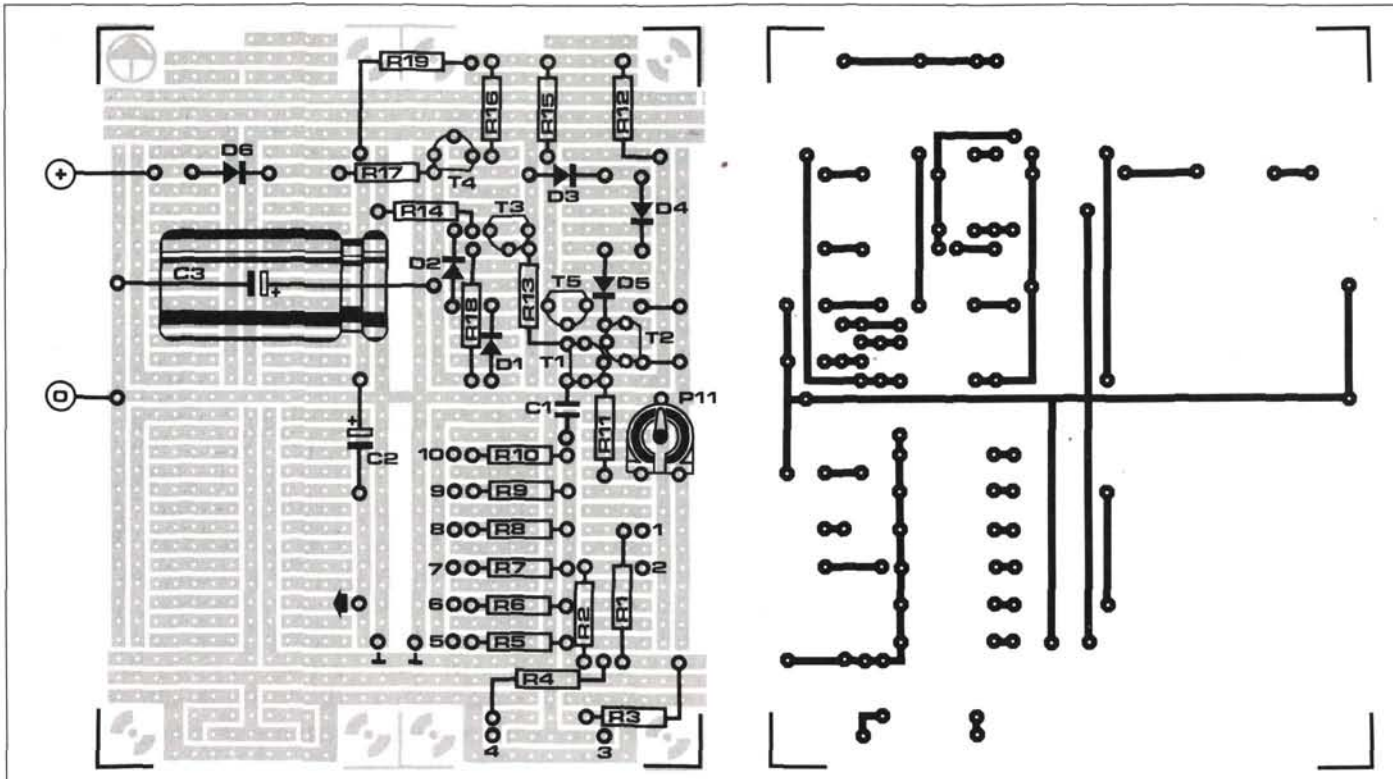 R19
R16
R15
R12
D6
+
R17
T4
D3
R14
T3
D4
C3
+
D2
R18
R13
T5
D5
D1
T1
T2
0
C1
R11
P11
+
C2
10 R10
9 R9
8 R8
1
7 R7
2
6 R6
R2
R1
5 R5
R4
R3
4
3